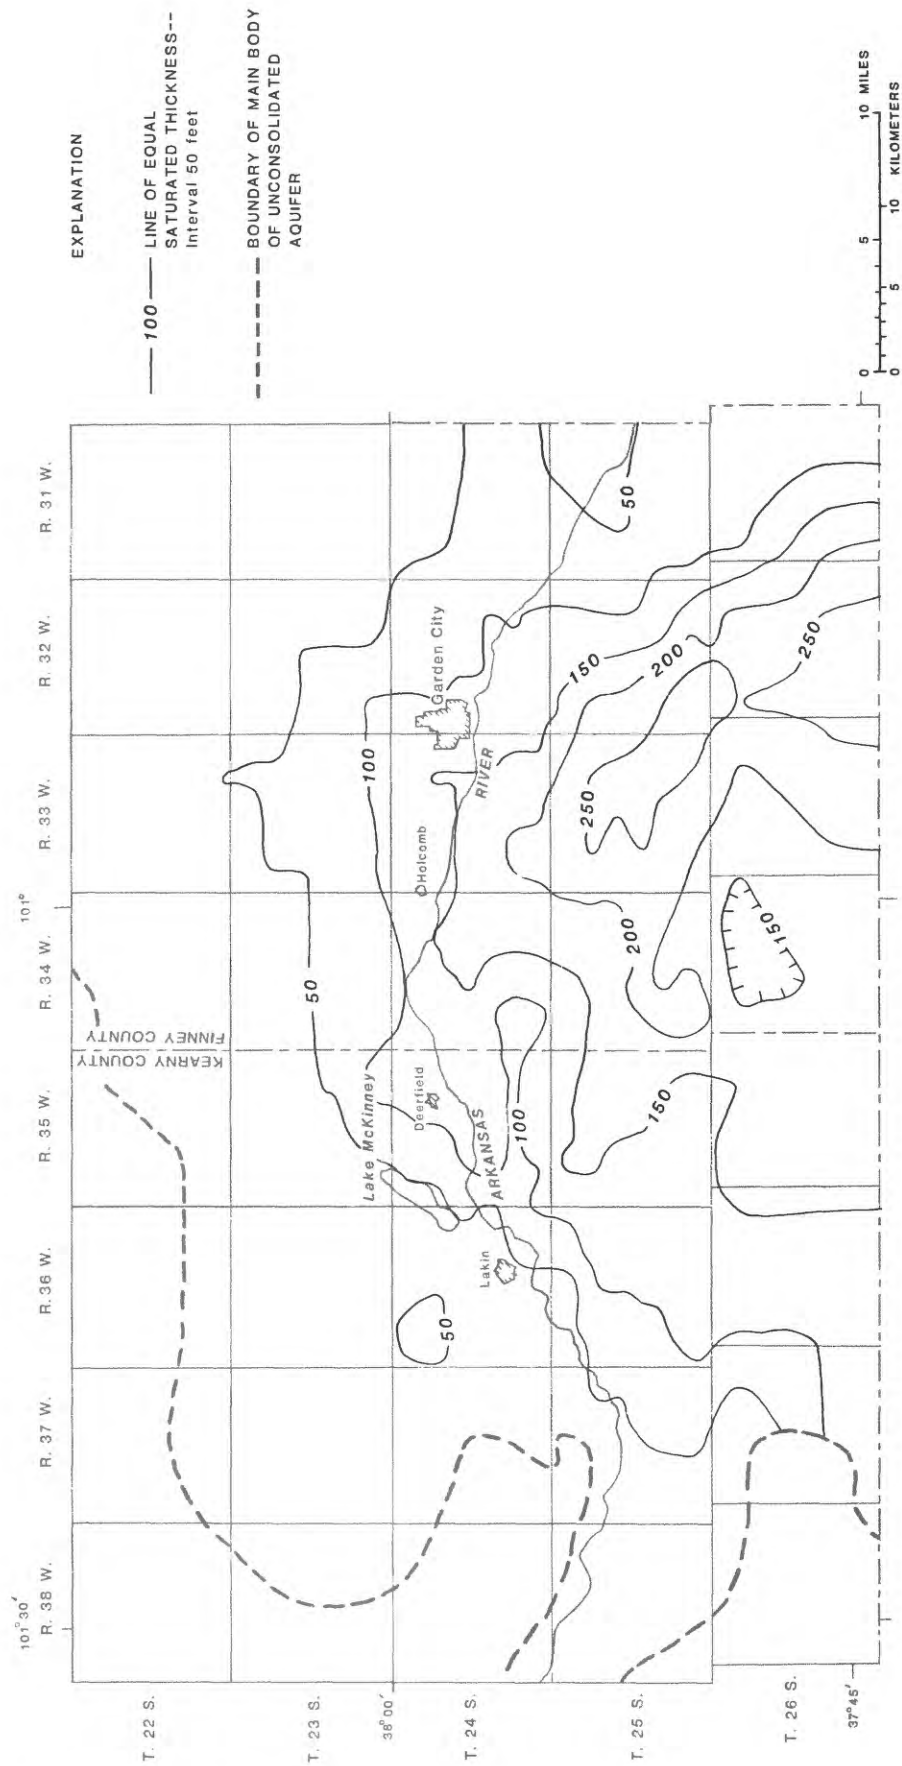 EXPLANATION
100
LINE OF EQUAL
SATURATED THICKNESS--
Interval 50 feet
BOUNDARY OF MAIN BODY
OF UNCONSOLIDATED
AQUIFER
101°30′
101°
R. 38 W.
R. 37 W.
R. 36 W.
R. 35 W.
R. 34 W.
R. 33 W.
R. 32 W.
R. 31 W.
KEARNY COUNTY
FINNEY COUNTY
T. 22 S.
T. 23 S.
38°00′
T. 24 S.
T. 25 S.
T. 26 S.
37°45′
50
Lake McKinney
100
50
Deerfield
Holcomb
Garden City
Lakin
ARKANSAS
RIVER
100
50
150
200
150
200
250
250
150
0 5 10 MILES
0 5 10 KILOMETERS